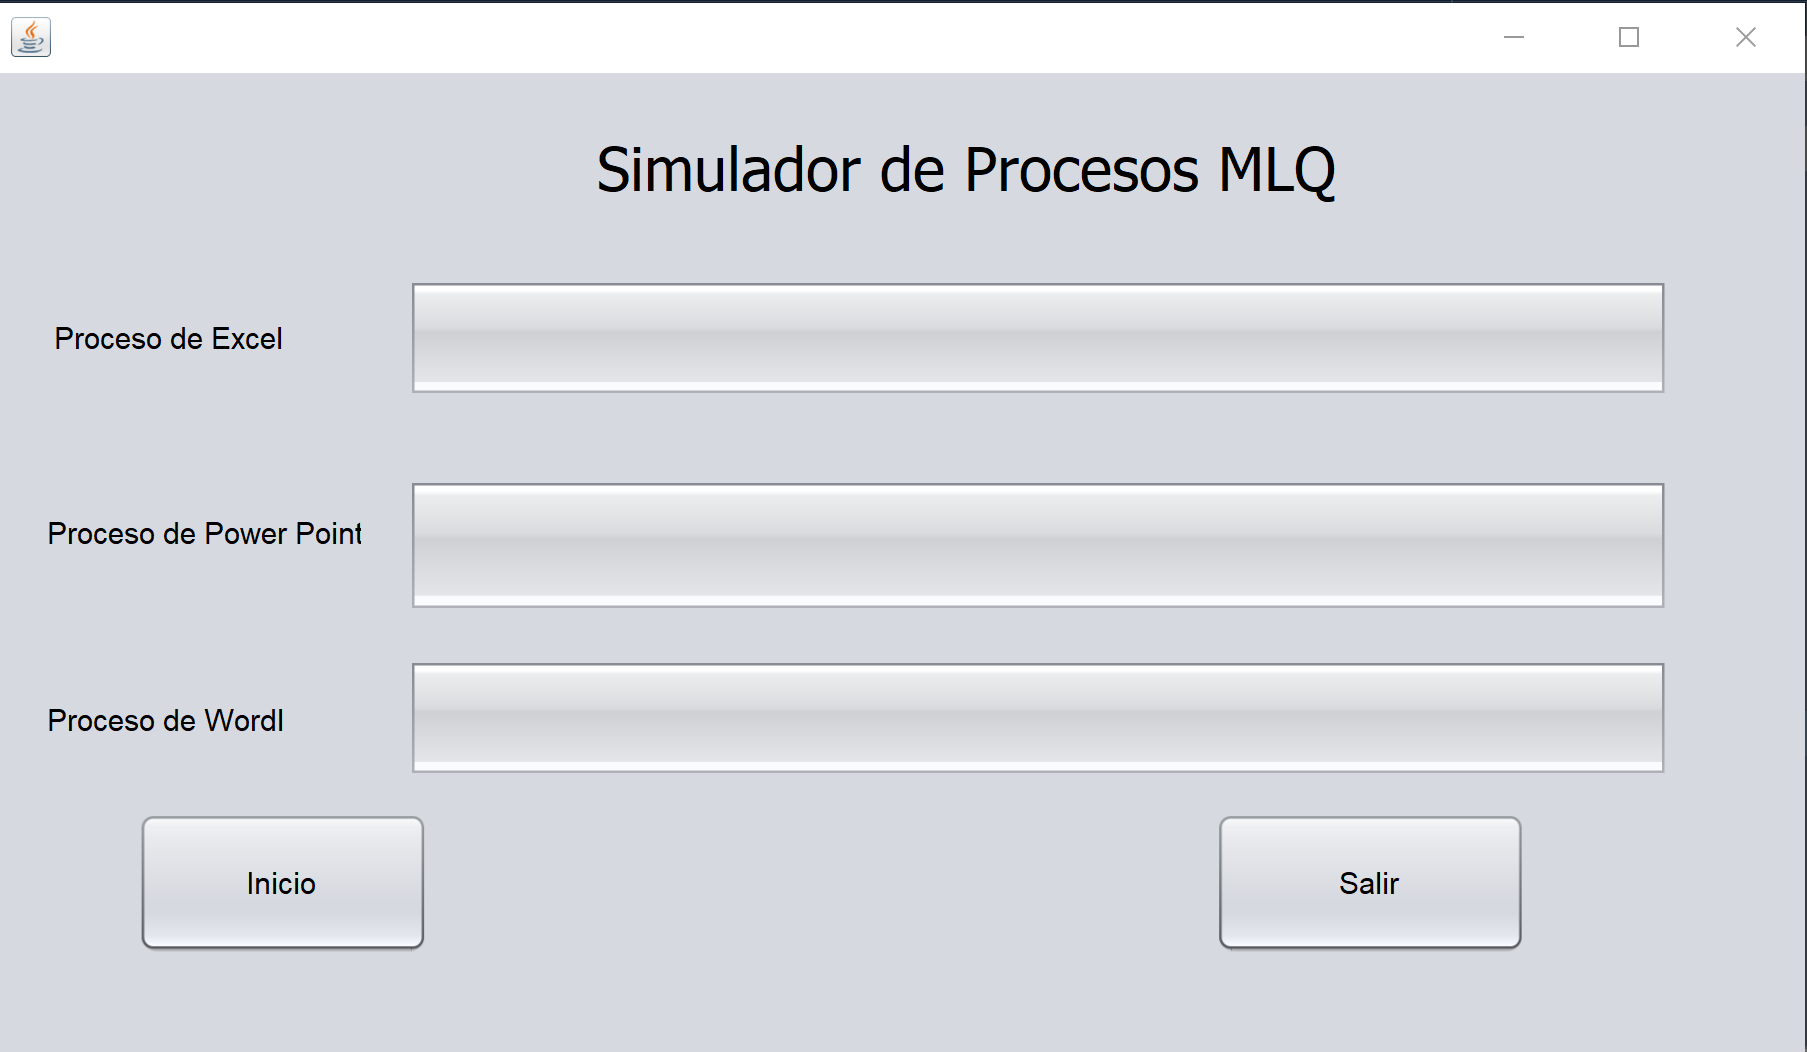 Simulador de Procesos MLQ
Proceso de Excel
Proceso de Power Point
Proceso de Wordl
Inicio
Salir